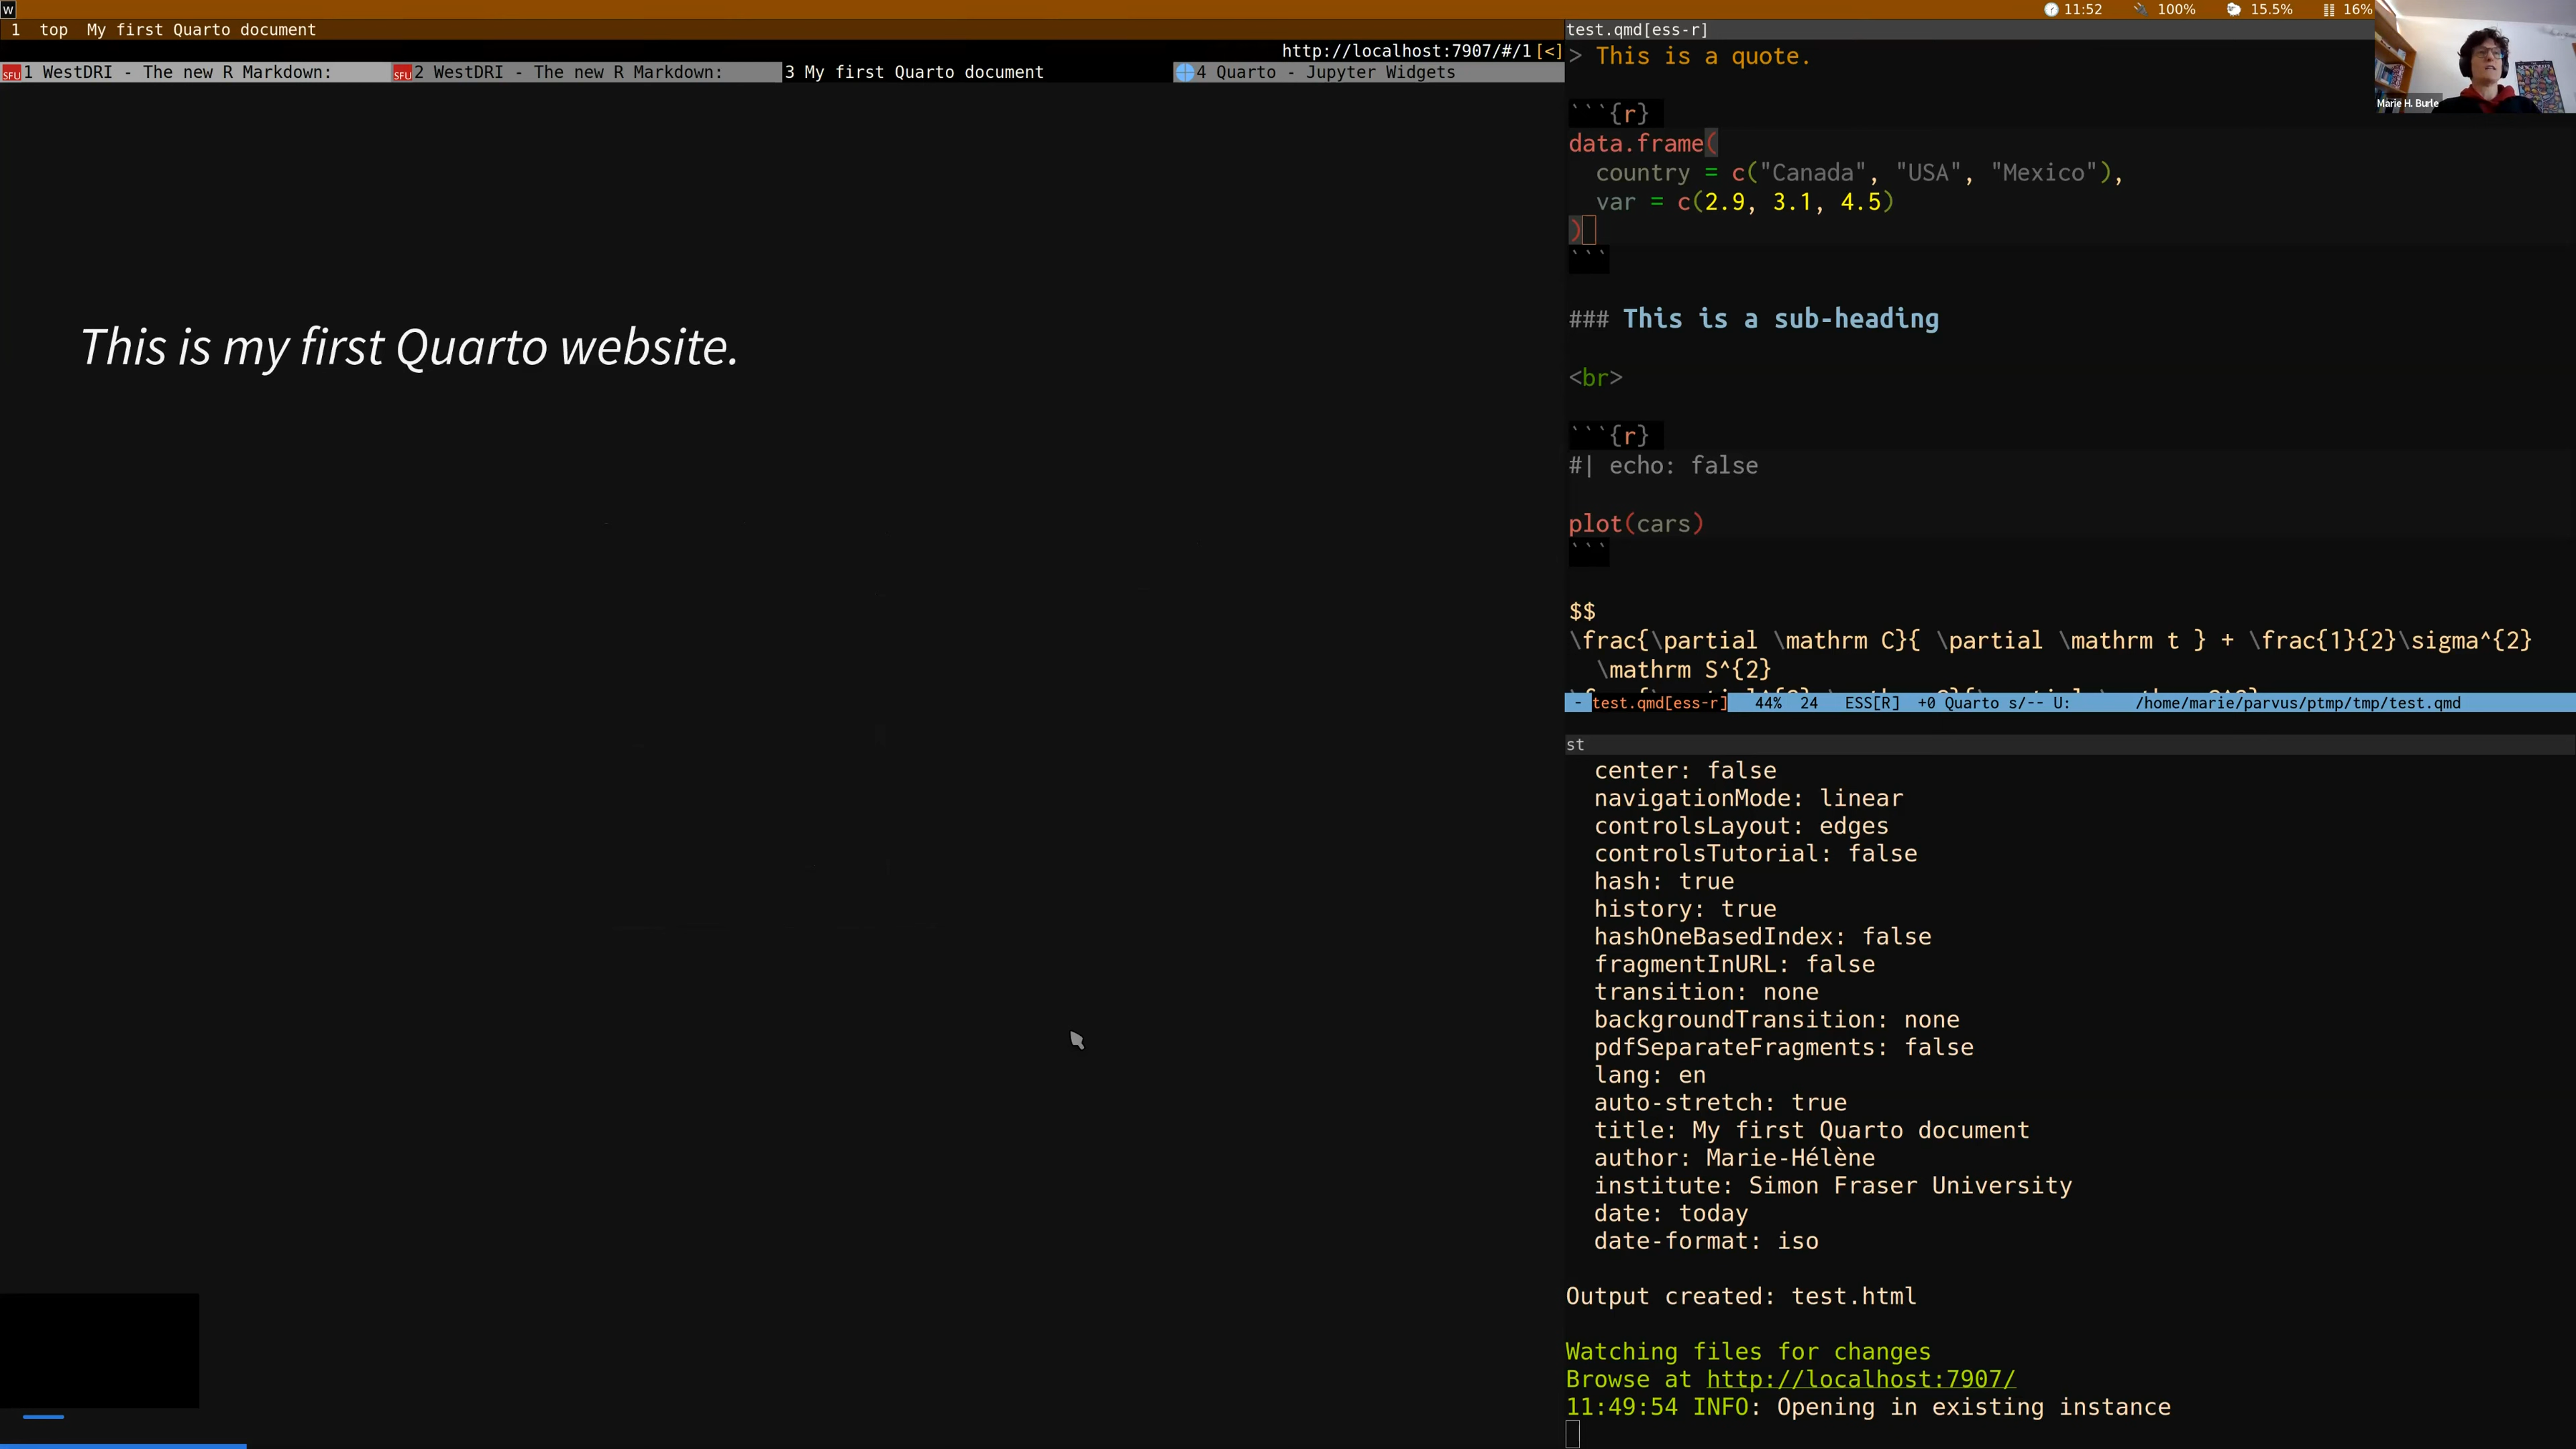 W
11:52 100% 15.5% 16%
1 top My first Quarto document
http://localhost:7907/#/1 [<]
SFU 1 WestDRI - The new R Markdown:
SFU 2 WestDRI - The new R Markdown:
3 My first Quarto document
4 Quarto - Jupyter Widgets
This is my first Quarto website.
test.qmd[ess-r]
> This is a quote.
```{r}
data.frame(
country = c("Canada", "USA", "Mexico"),
var = c(2.9, 3.1, 4.5)
)
```
### This is a sub-heading
<br>
```{r}
#| echo: false
plot(cars)
```
$$
\frac{\partial \mathrm C}{ \partial \mathrm t } + \frac{1}{2}\sigma^{2}
\mathrm S^{2}
- test.qmd[ess-r] 44% 24 ESS[R] +0 Quarto s/-- U: /home/marie/parvus/ptmp/tmp/test.qmd
st
center: false
navigationMode: linear
controlsLayout: edges
controlsTutorial: false
hash: true
history: true
hashOneBasedIndex: false
fragmentInURL: false
transition: none
backgroundTransition: none
pdfSeparateFragments: false
lang: en
auto-stretch: true
title: My first Quarto document
author: Marie-Hélène
institute: Simon Fraser University
date: today
date-format: iso
Output created: test.html
Watching files for changes
Browse at http://localhost:7907/
11:49:54 INFO: Opening in existing instance
Marie H. Burle